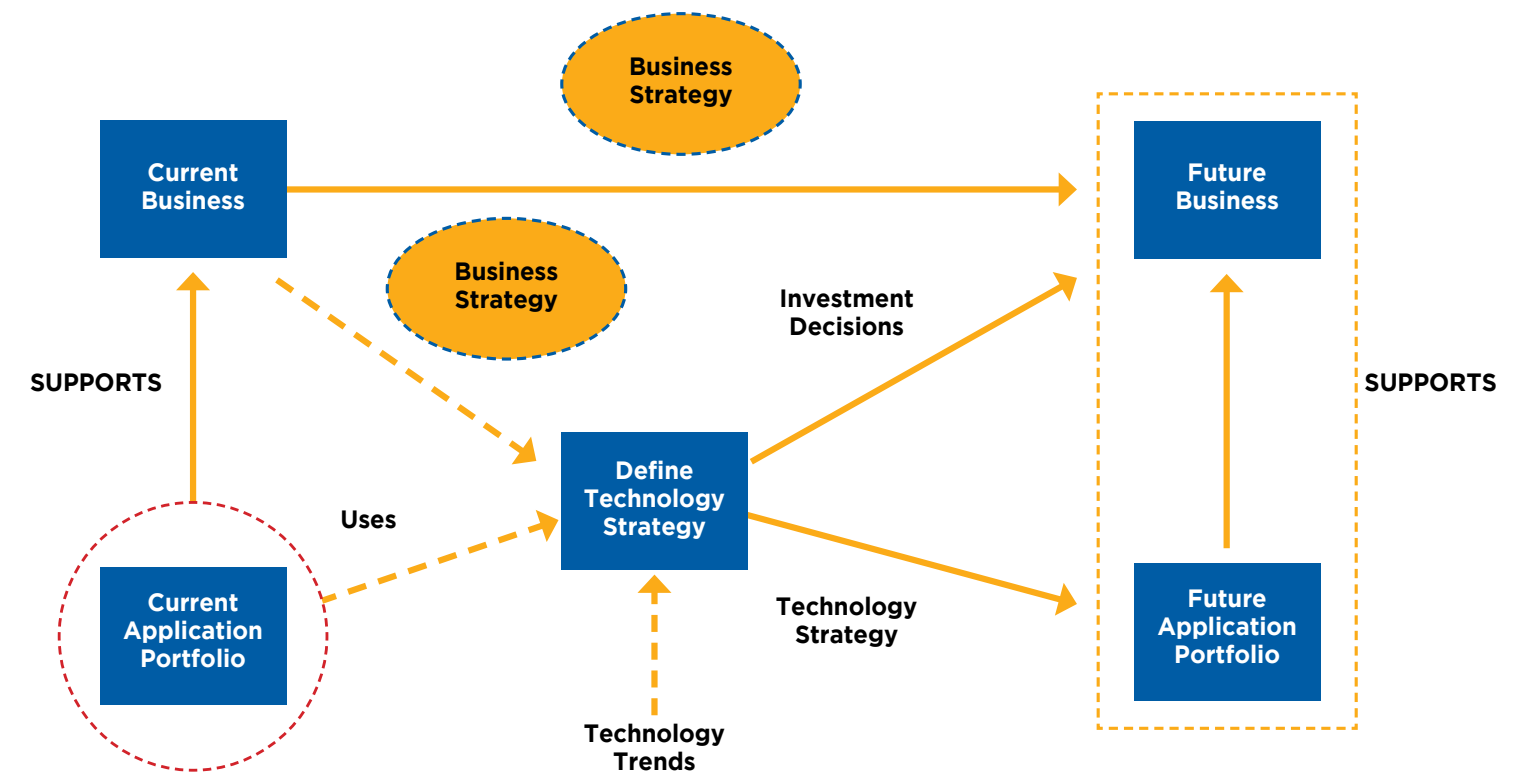 Business
Strategy
Current
Business
Future
Business
Business
Strategy
Investment
Decisions
SUPPORTS
SUPPORTS
Define
Technology
Strategy
Uses
Current
Application
Portfolio
Technology
Strategy
Future
Application
Portfolio
Technology
Trends